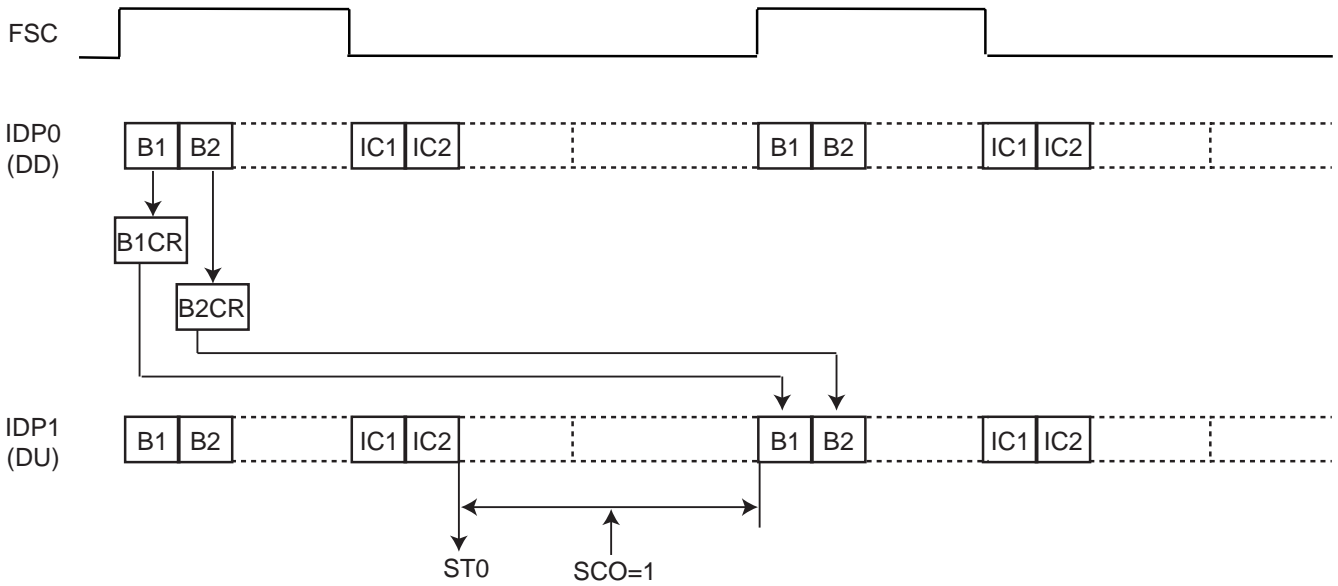 FSC
IDP0
(DD)
B1 B2 IC1 IC2 B1 B2 IC1 IC2
B1CR
B2CR
IDP1
(DU)
B1 B2 IC1 IC2 B1 B2 IC1 IC2
ST0 SCO=1